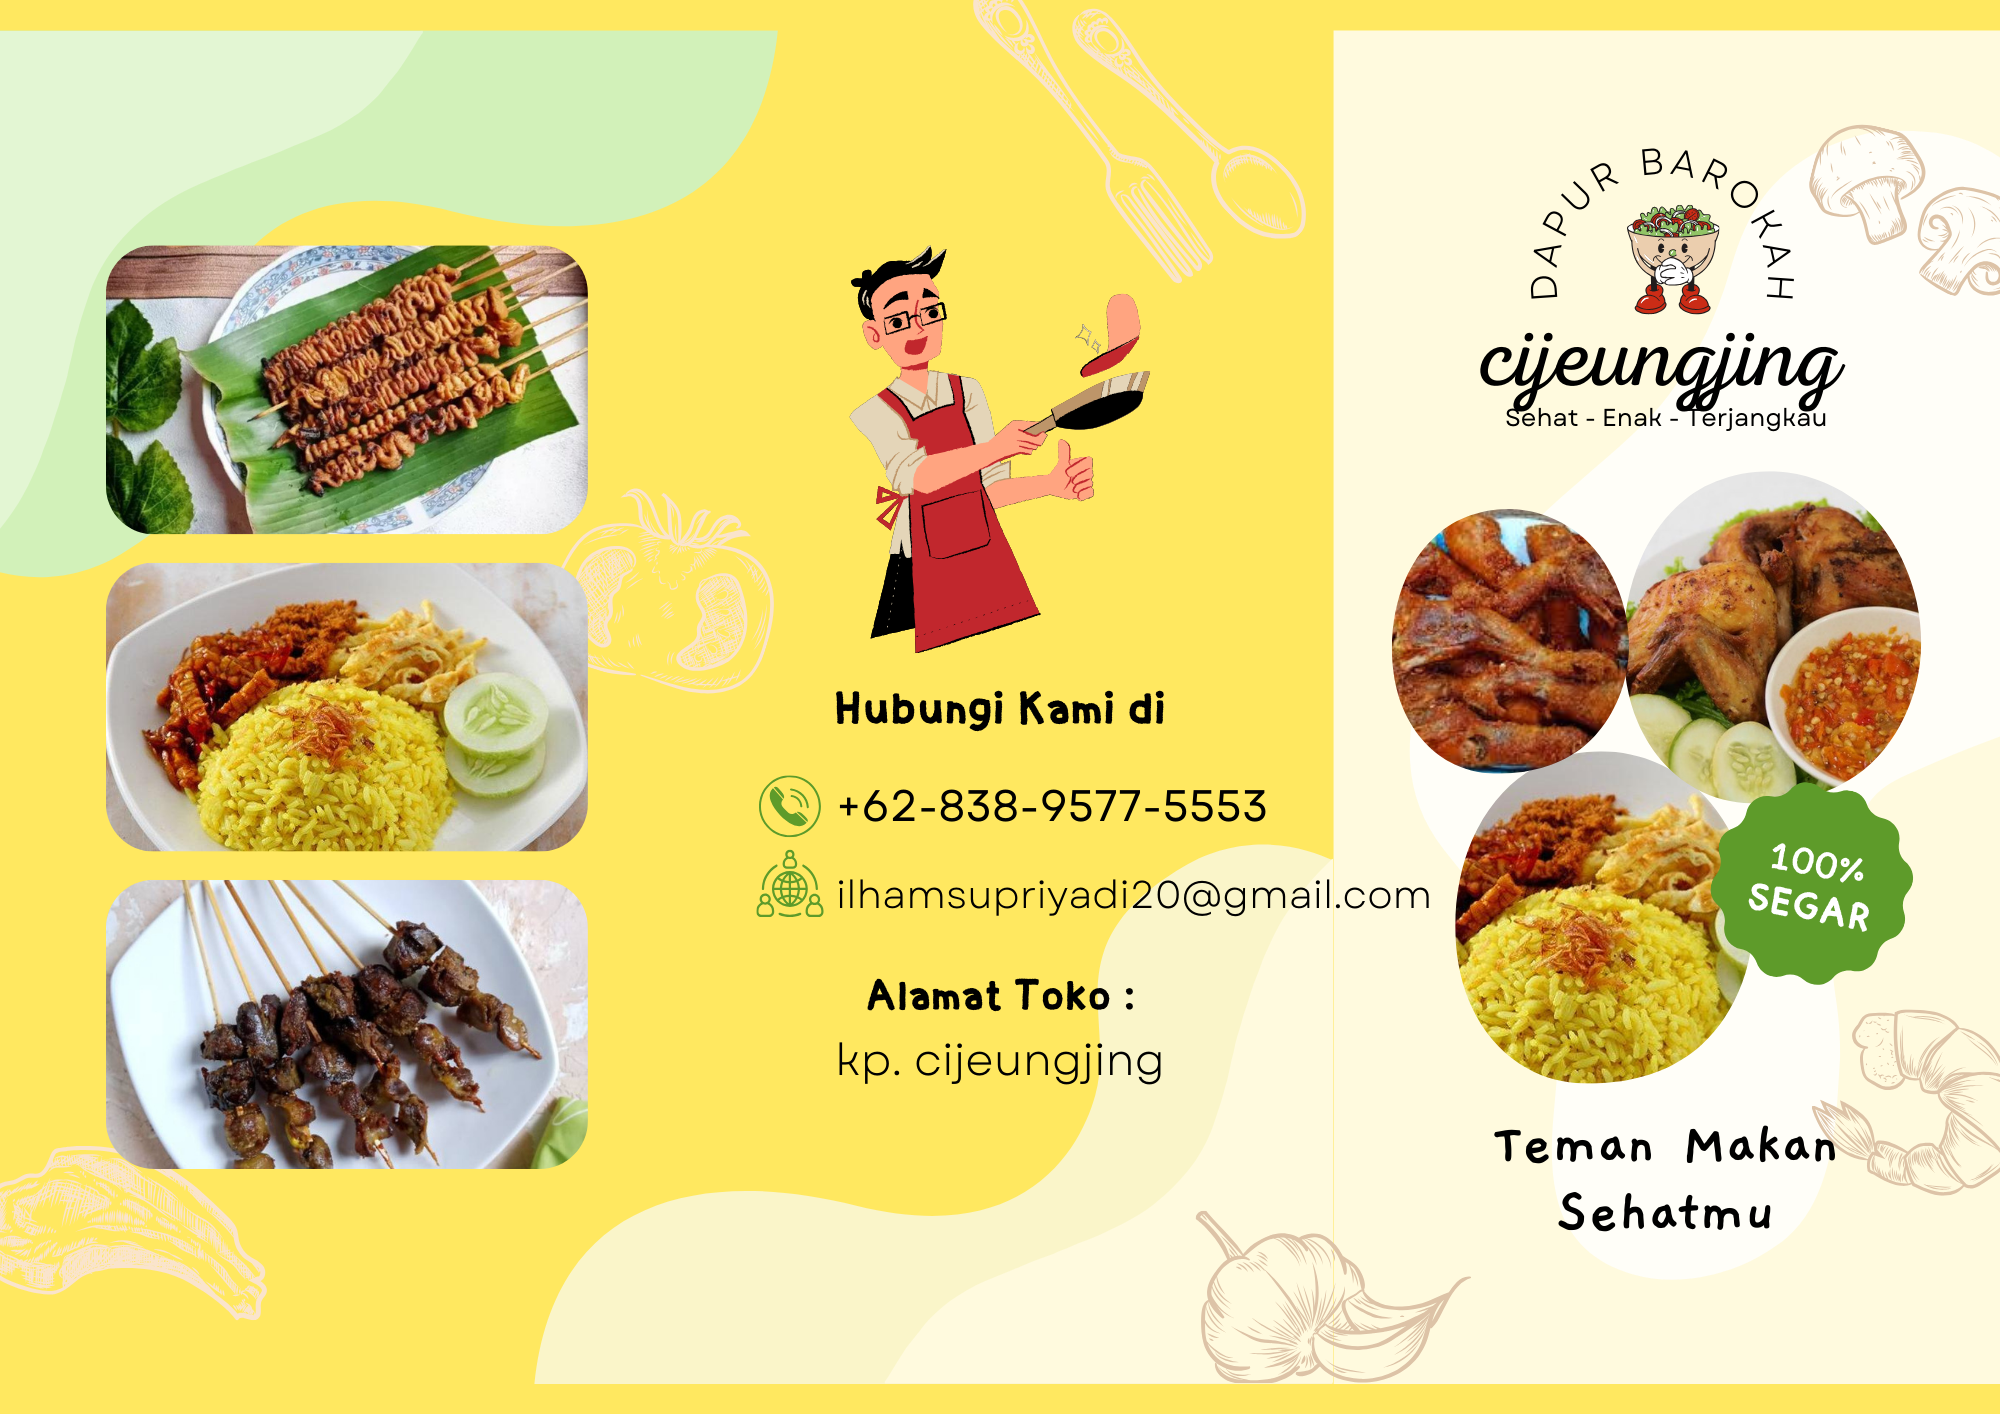 Hubungi Kami di
+62-838-9577-5553
ilhamsupriyadi20@gmail.com
Alamat Toko :
kp. cijeungjing
DAPUR BAROKAH
cijeungjing
Sehat - Enak - Terjangkau
100%
SEGAR
Teman Makan
Sehatmu